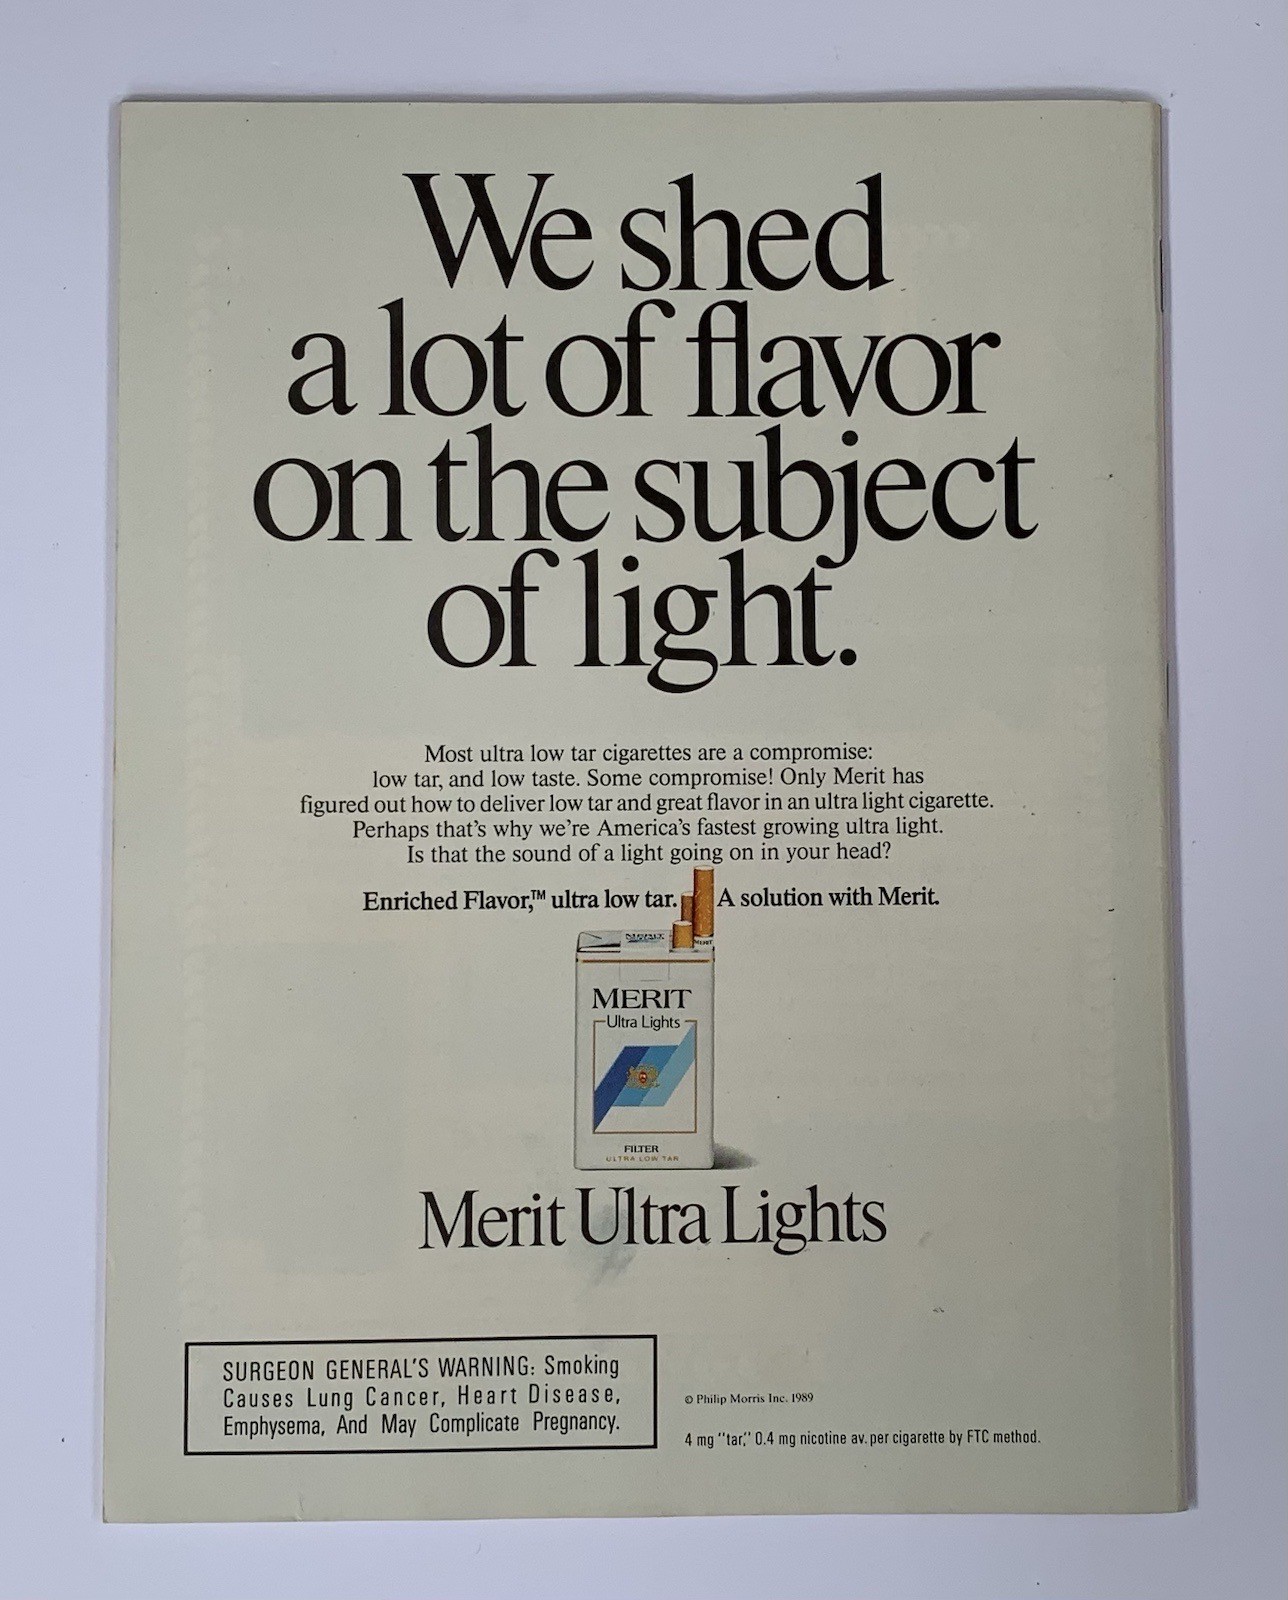 We shed
a lot of flavor
on the subject
of light.
Most ultra low tar cigarettes are a compromise:
low tar, and low taste. Some compromise! Only Merit has
figured out how to deliver low tar and great flavor in an ultra light cigarette.
Perhaps that's why we're America's fastest growing ultra light.
Is that the sound of a light going on in your head?
Enriched Flavor,™ ultra low tar. A solution with Merit.
MERIT
MERIT
MERIT
Ultra Lights
FILTER
ULTRA LOW TAR
Merit Ultra Lights
SURGEON GENERAL'S WARNING: Smoking
Causes Lung Cancer, Heart Disease,
Emphysema, And May Complicate Pregnancy.
© Philip Morris Inc. 1989
4 mg "tar," 0.4 mg nicotine av. per cigarette by FTC method.